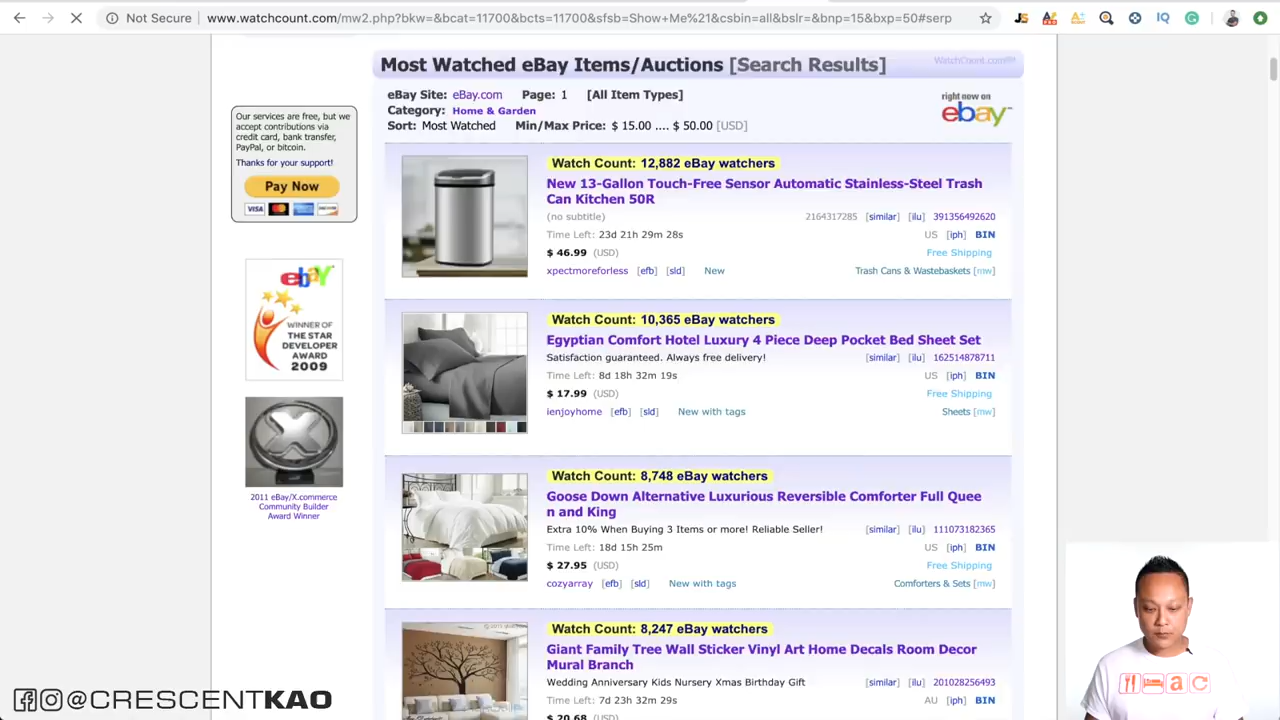 Not Secure
www.watchcount.com/mw2.php?bkw=&bcat=11700&bcts=11700&sfsb=Show+Me%21&csbin=all&bslr=&bnp=15&bxp=50#serp
JS
IQ
Most Watched eBay Items/Auctions [Search Results]
WatchCount.com
eBay Site: eBay.com Page: 1 [All Item Types]
Category: Home & Garden
Sort: Most Watched Min/Max Price: $ 15.00 .... $ 50.00 [USD]
right now on
ebay
Our services are free, but we
accept contributions via
credit card, bank transfer,
PayPal, or bitcoin.
Thanks for your support!
Pay Now
VISA
ebay
WINNER OF
THE STAR
DEVELOPER
AWARD
2009
2011 eBay/X.commerce
Community Builder
Award Winner
Watch Count: 12,882 eBay watchers
New 13-Gallon Touch-Free Sensor Automatic Stainless-Steel Trash
Can Kitchen 50R
(no subtitle) 2164317285 [similar] [ilu] 391356492620
Time Left: 23d 21h 29m 28s US [iph] BIN
$ 46.99 (USD) Free Shipping
xpectmoreforless [efb] [sld] New Trash Cans & Wastebaskets [mw]
Watch Count: 10,365 eBay watchers
Egyptian Comfort Hotel Luxury 4 Piece Deep Pocket Bed Sheet Set
Satisfaction guaranteed. Always free delivery! [similar] [ilu] 162514878711
Time Left: 8d 18h 32m 19s US [iph] BIN
$ 17.99 (USD) Free Shipping
ienjoyhome [efb] [sld] New with tags Sheets [mw]
Watch Count: 8,748 eBay watchers
Goose Down Alternative Luxurious Reversible Comforter Full Quee
n and King
Extra 10% When Buying 3 Items or more! Reliable Seller! [similar] [ilu] 111073182365
Time Left: 18d 15h 25m US [iph] BIN
$ 27.95 (USD) Free Shipping
cozyarray [efb] [sld] New with tags Comforters & Sets [mw]
Watch Count: 8,247 eBay watchers
Giant Family Tree Wall Sticker Vinyl Art Home Decals Room Decor
Mural Branch
Wedding Anniversary Kids Nursery Xmas Birthday Gift [similar] [ilu] 201028256493
Time Left: 7d 23h 32m 29s AU [iph] BIN
$ 20.68 (USD)
@CRESCENTKAO